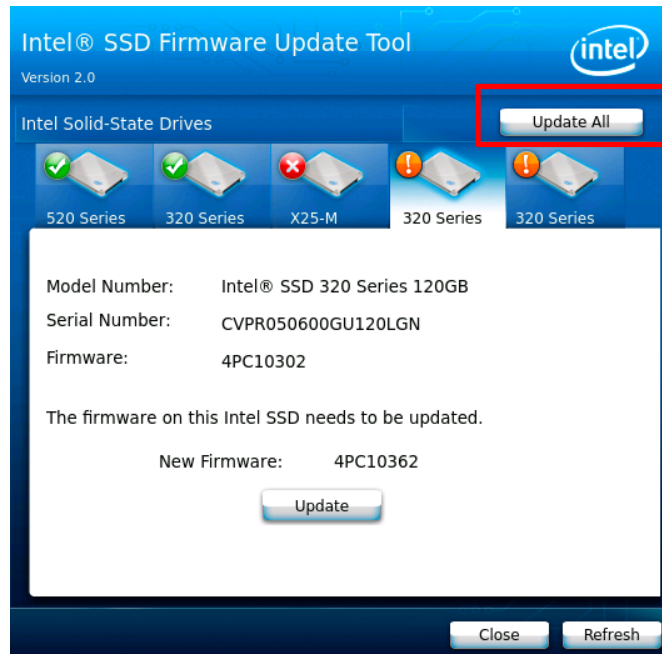 Intel® SSD Firmware Update Tool
intel
Version 2.0
Intel Solid-State Drives
Update All
520 Series 320 Series X25-M 320 Series 320 Series
Model Number: Intel® SSD 320 Series 120GB
Serial Number: CVPR050600GU120LGN
Firmware: 4PC10302
The firmware on this Intel SSD needs to be updated.
New Firmware: 4PC10362
Update
Close Refresh